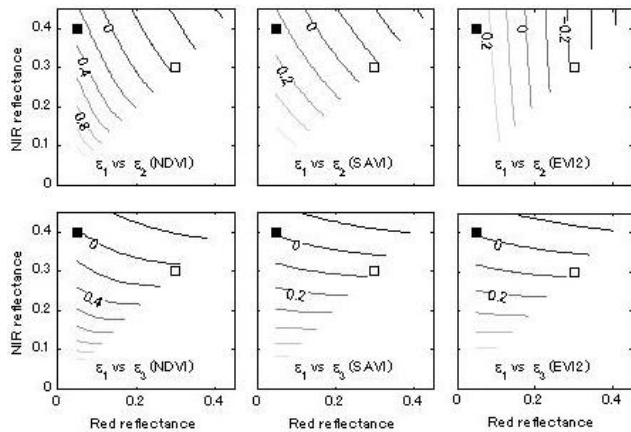 NIR reflectance
0.4
0.3
0.2
0.1
0
0
0.4
0.8
ε₁ vs ε₂ (NDVI)
0
0.2
ε₁ vs ε₂ (SAVI)
0.2
0
-0.2
ε₁ vs ε₂ (EVI2)
NIR reflectance
0.4
0.3
0.2
0.1
0
0
0.4
ε₁ vs ε₃ (NDVI)
0
0.2
ε₁ vs ε₃ (SAVI)
0
0.2
ε₁ vs ε₃ (EVI2)
0 0.2 0.4
0 0.2 0.4
0 0.2 0.4
Red reflectance
Red reflectance
Red reflectance